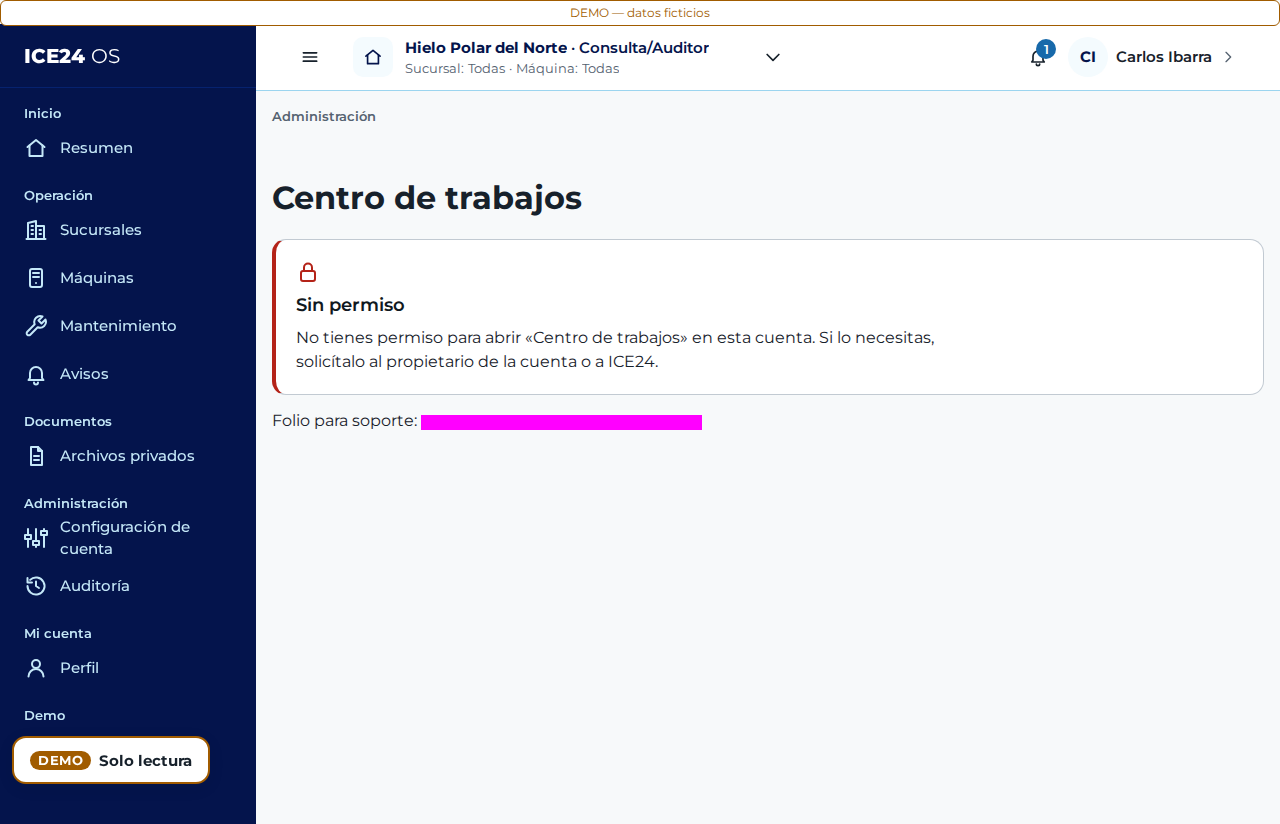 DEMO — datos ficticios
ICE24 OS
Hielo Polar del Norte · Consulta/Auditor
Sucursal: Todas · Máquina: Todas
1
CI
Carlos Ibarra
Inicio
Resumen
Operación
Sucursales
Máquinas
Mantenimiento
Avisos
Documentos
Archivos privados
Administración
Configuración de
cuenta
Auditoría
Mi cuenta
Perfil
Demo
DEMO Solo lectura
Administración
Centro de trabajos
Sin permiso
No tienes permiso para abrir «Centro de trabajos» en esta cuenta. Si lo necesitas,
solicítalo al propietario de la cuenta o a ICE24.
Folio para soporte: